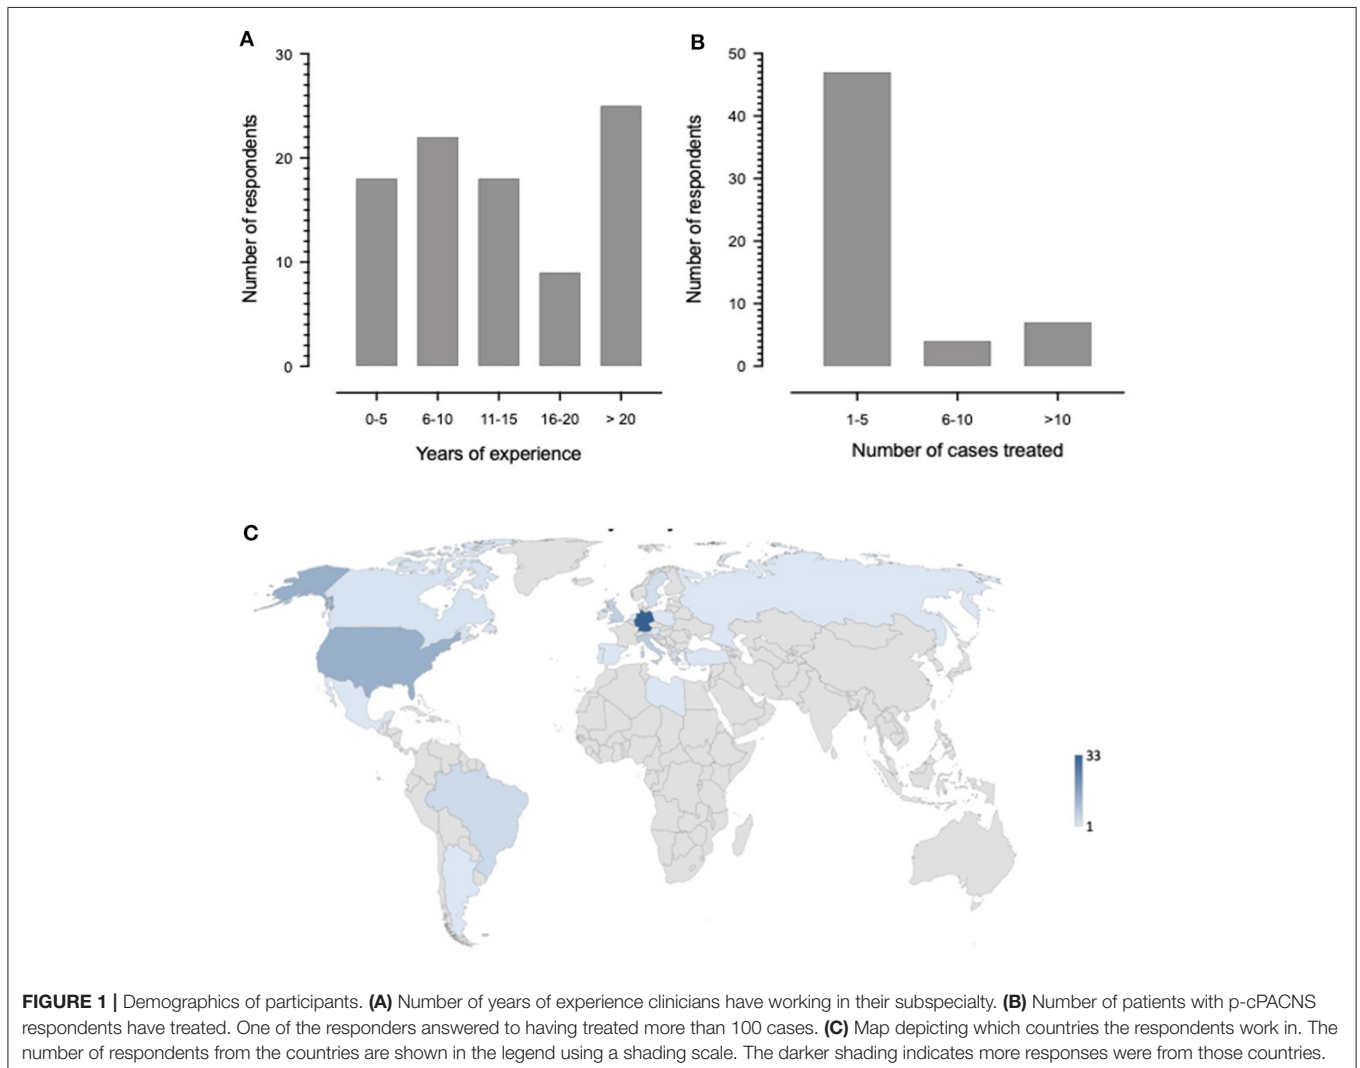 A
30
20
10
0
Number of respondents
0-5 6-10 11-15 16-20 > 20
Years of experience
B
50
40
30
20
10
0
Number of respondents
1-5 6-10 >10
Number of cases treated
C
33
1
FIGURE 1 | Demographics of participants. (A) Number of years of experience clinicians have working in their subspecialty. (B) Number of patients with p-cPACNS
respondents have treated. One of the responders answered to having treated more than 100 cases. (C) Map depicting which countries the respondents work in. The
number of respondents from the countries are shown in the legend using a shading scale. The darker shading indicates more responses were from those countries.